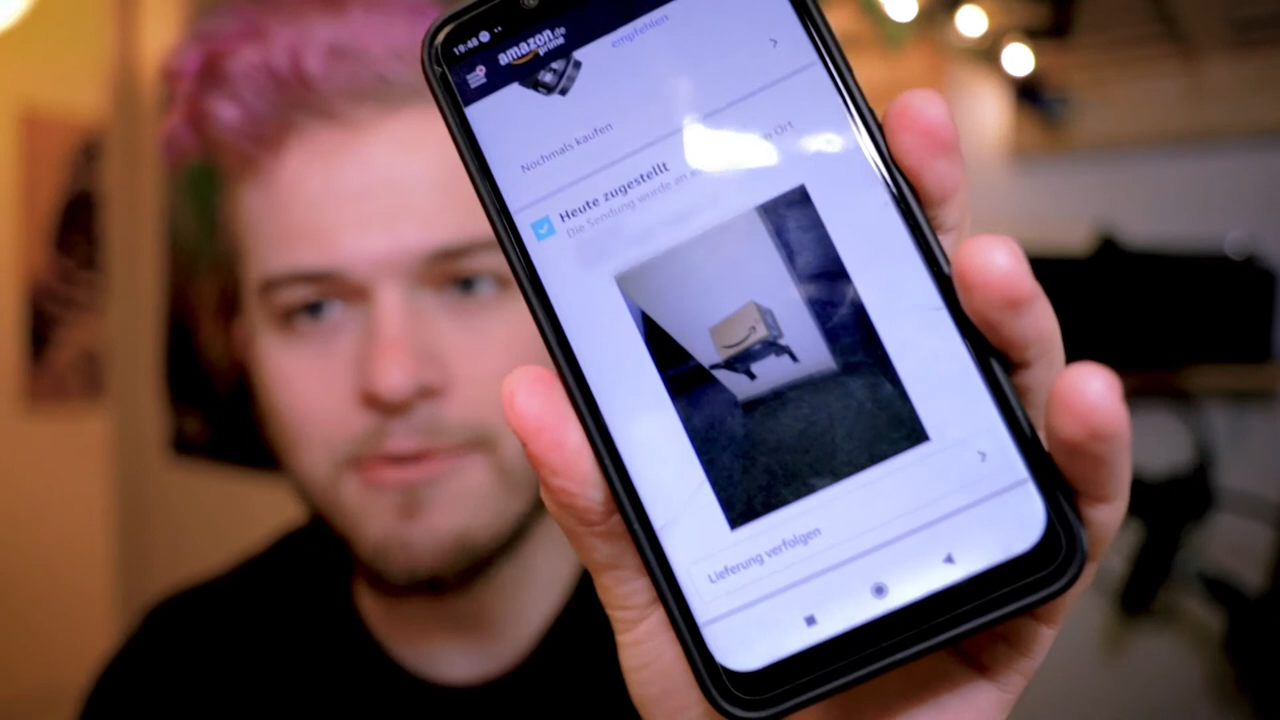 19:48
amazon.de
prime
empfehlen
Nochmals kaufen
Heute zugestellt
Die Sendung wurde an Ort
Lieferung verfolgen